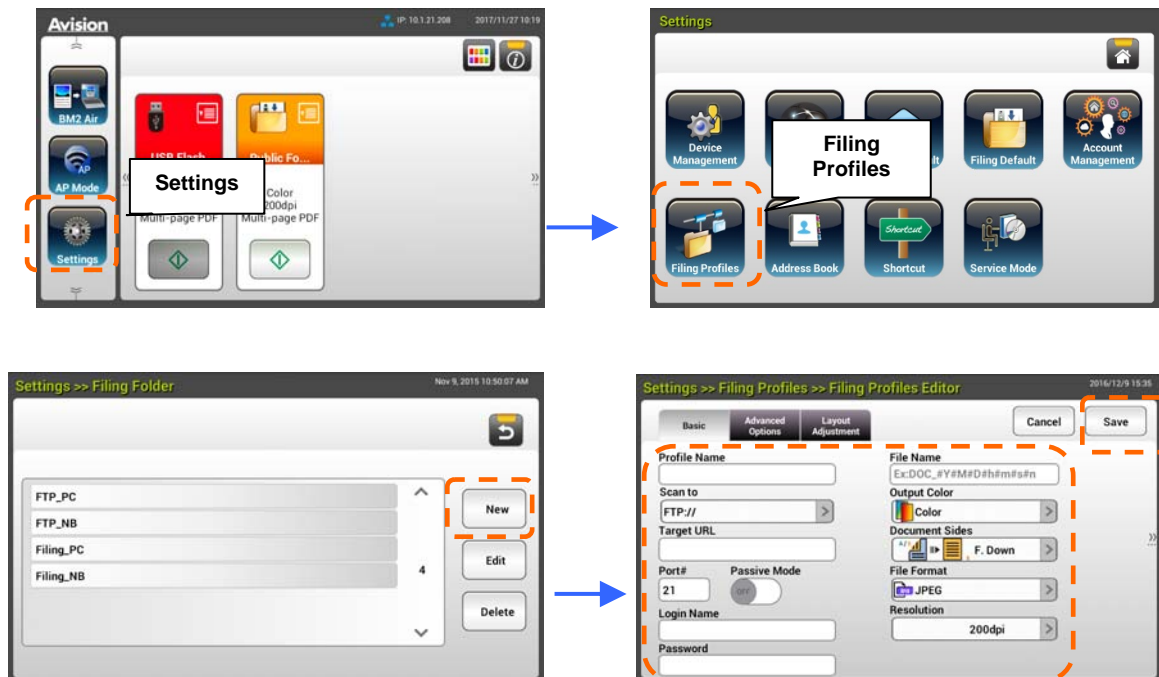 Avision
IP: 10.1.21.208 2017/11/27 10:19
BM2 Air
AP
AP Mode
Settings
USB Flash
Public Fo...
Settings
Color
200dpi
Multi-page PDF
Multi-page PDF
Settings
Device
Management
Filing
Profiles
Filing Default
Account
Management
Filing Profiles
Address Book
Shortcut
Shortcut
Service Mode
Settings >> Filing Folder
Nov 9, 2015 10:50:07 AM
FTP_PC
FTP_NB
Filing_PC
Filing_NB
4
New
Edit
Delete
Settings >> Filing Profiles >> Filing Profiles Editor
2016/12/9 15:35
Basic
Advanced
Options
Layout
Adjustment
Cancel
Save
Profile Name
Scan to
FTP://
Target URL
Port# Passive Mode
21 OFF
Login Name
Password
File Name
Ex:DOC_#Y#M#D#h#m#s#n
Output Color
Color
Document Sides
F. Down
File Format
JPEG
Resolution
200dpi